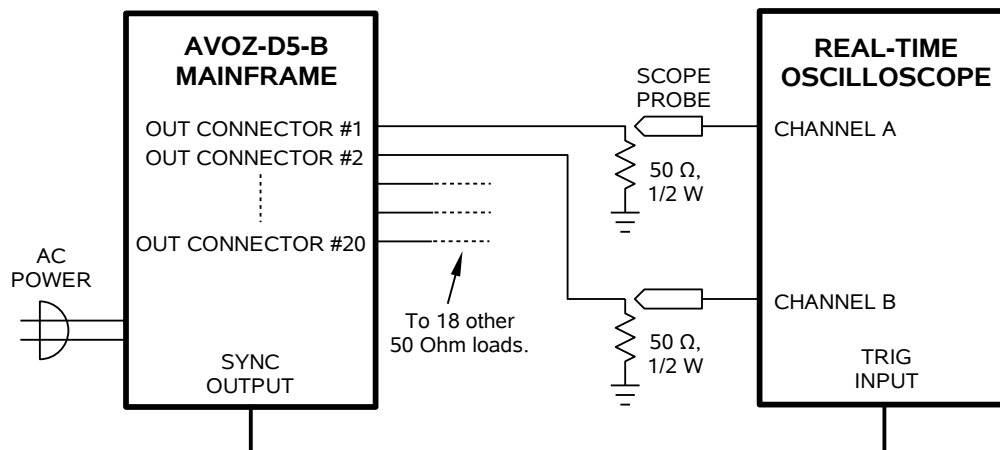 AVOZ-D5-B
MAINFRAME
OUT CONNECTOR #1
OUT CONNECTOR #2
OUT CONNECTOR #20
AC
POWER
SYNC
OUTPUT
To 18 other
50 Ohm loads.
SCOPE
PROBE
50 Ω,
1/2 W
50 Ω,
1/2 W
REAL-TIME
OSCILLOSCOPE
CHANNEL A
CHANNEL B
TRIG
INPUT